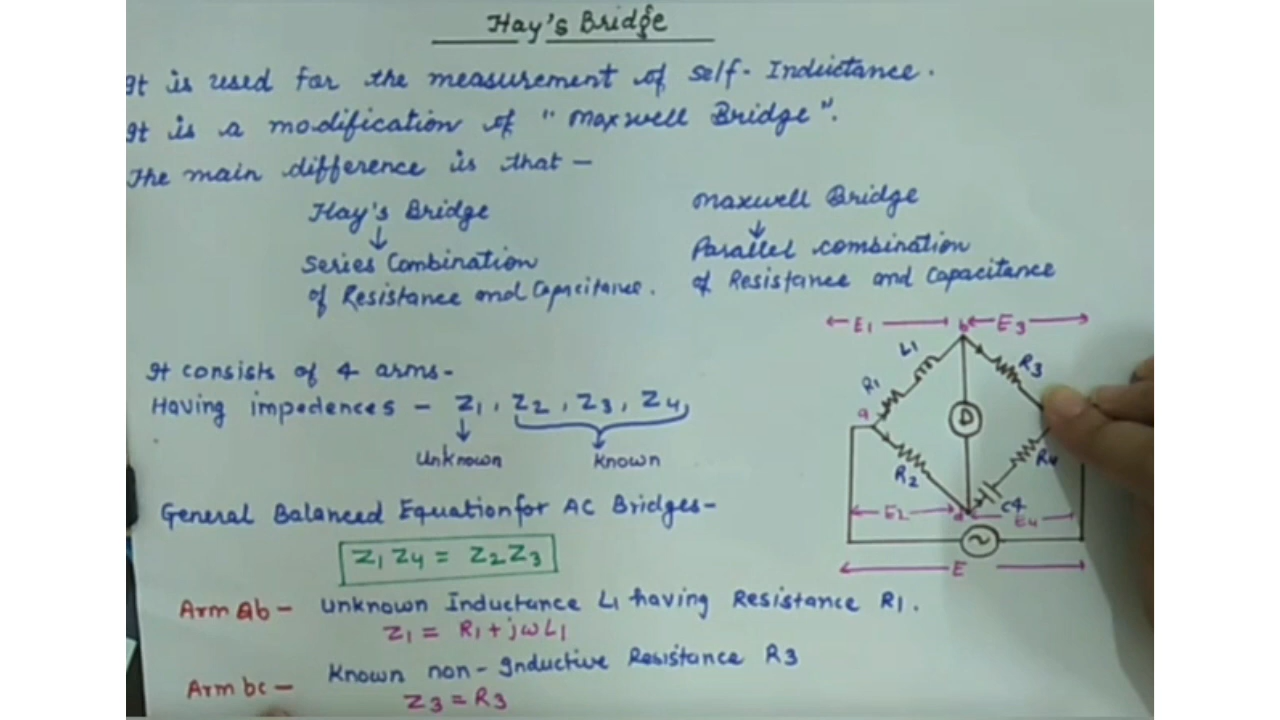 Hay's Bridge
It is used for the measurement of self-Inductance.
It is a modification of "Maxwell Bridge".
The main difference is that —
Hay's Bridge
↓
Series Combination
of Resistance and Capacitance.
Maxwell Bridge
↓
Parallel combination
of Resistance and Capacitance
← E1 → b ← E3 →
L1
R1
R3
a
D
R2
R4
C4
← E2 → d ← E4 →
~
← E →
It consists of 4 arms-
Having impedences – Z1, Z2, Z3, Z4,
↓ ↓
Unknown Known
General Balanced Equation for AC Bridges-
Z1 Z4 = Z2 Z3
Arm ab — Unknown Inductance L1 having Resistance R1.
Z1 = R1 + jωL1
Arm bc — Known non-Inductive Resistance R3
Z3 = R3